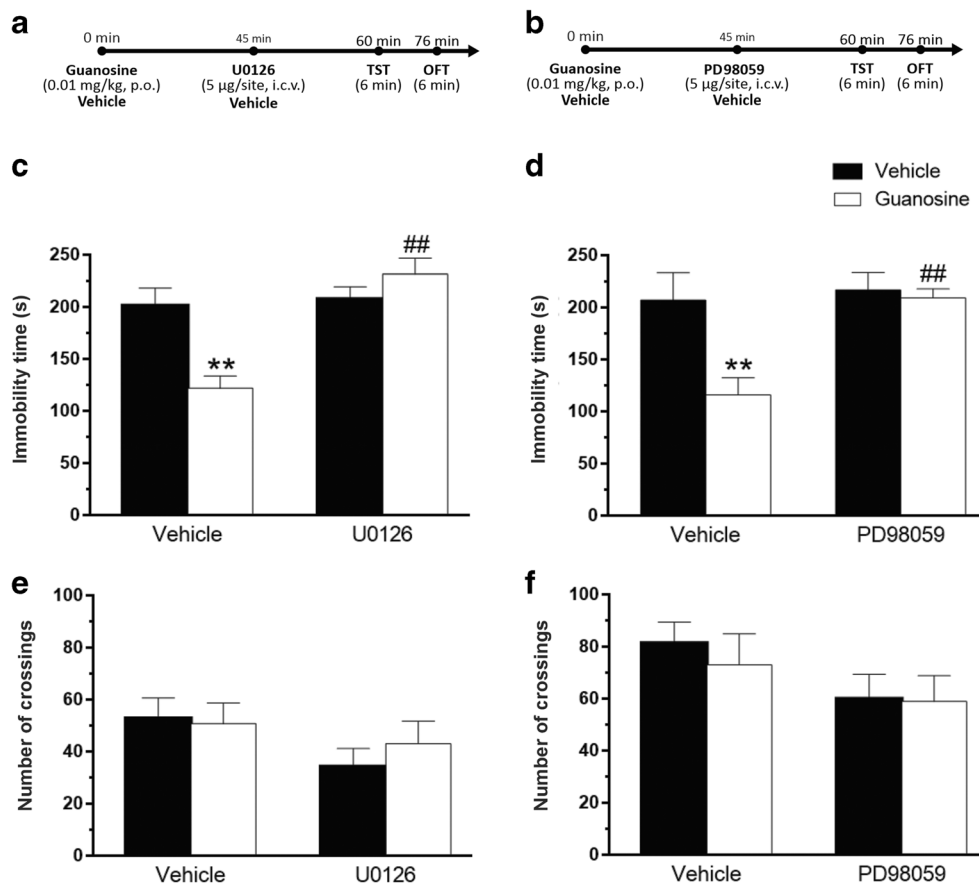 a
0 min 45 min 60 min 76 min
Guanosine U0126 TST OFT
(0.01 mg/kg, p.o.) (5 µg/site, i.c.v.) (6 min) (6 min)
Vehicle Vehicle
b
0 min 45 min 60 min 76 min
Guanosine PD98059 TST OFT
(0.01 mg/kg, p.o.) (5 µg/site, i.c.v.) (6 min) (6 min)
Vehicle Vehicle
c
Immobility time (s)
250
200
150
100
50
0
**
##
Vehicle U0126
d
Vehicle
Guanosine
Immobility time (s)
250
200
150
100
50
0
**
##
Vehicle PD98059
e
Number of crossings
100
80
60
40
20
0
Vehicle U0126
f
Number of crossings
100
80
60
40
20
0
Vehicle PD98059